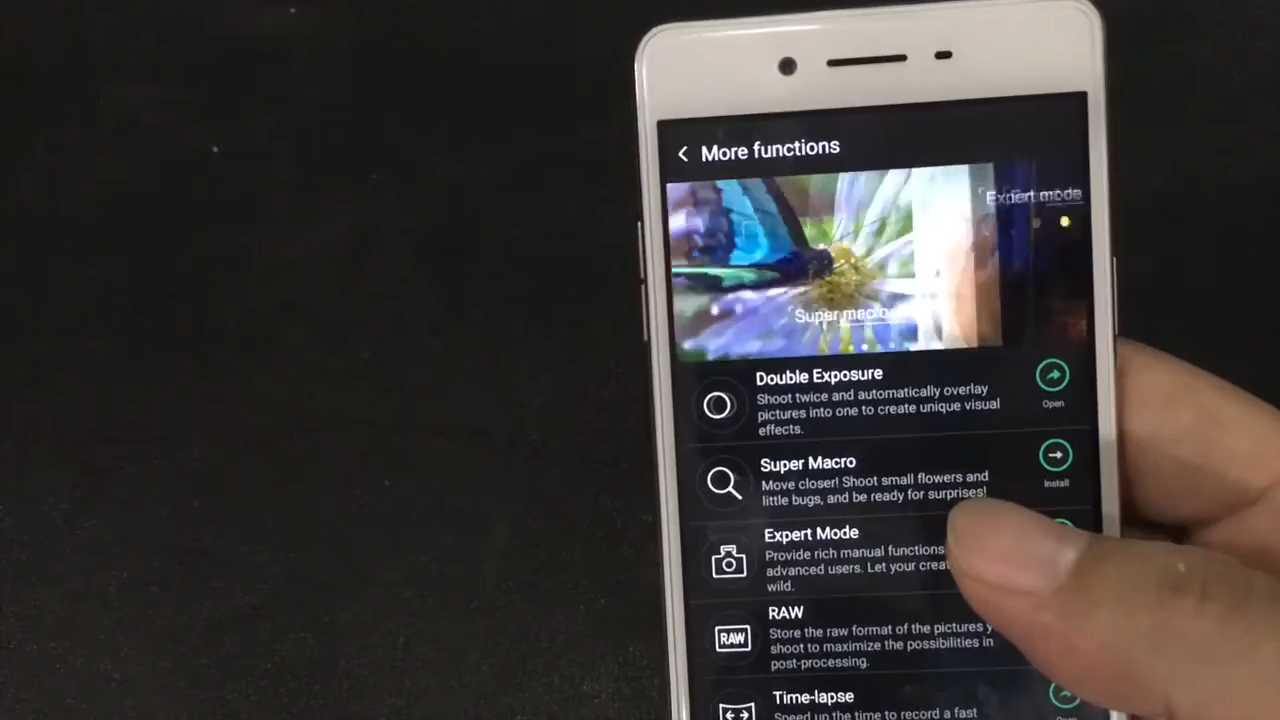 More functions
Expert mode
Super macro
Double Exposure
Shoot twice and automatically overlay
pictures into one to create unique visual
effects.
Open
Super Macro
Move closer! Shoot small flowers and
little bugs, and be ready for surprises!
Install
Expert Mode
Provide rich manual functions
advanced users. Let your
wild.
RAW
RAW
Store the raw format of the pictures
shoot to maximize the possibilities in
post-processing.
Time-lapse
Speed up the time to record a fast